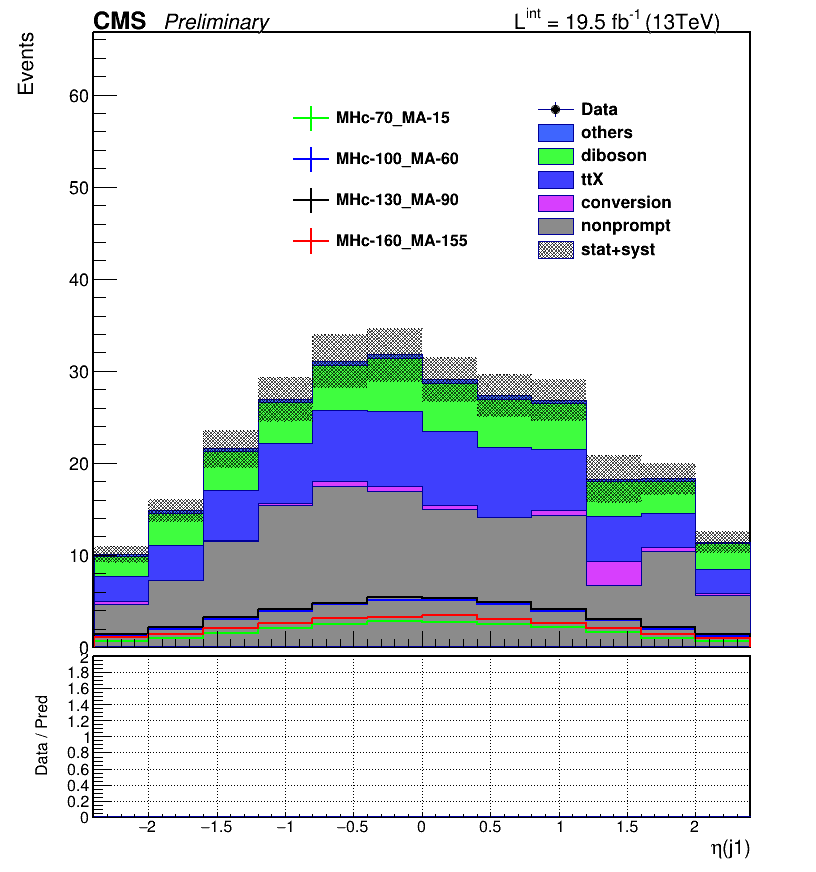 CMS Preliminary L^int = 19.5 fb^-1 (13TeV)
Events
60
50
40
30
20
10
0
MHc-70_MA-15
MHc-100_MA-60
MHc-130_MA-90
MHc-160_MA-155
Data
others
diboson
ttX
conversion
nonprompt
stat+syst
Data / Pred
2
1.8
1.6
1.4
1.2
1
0.8
0.6
0.4
0.2
0
−2 −1.5 −1 −0.5 0 0.5 1 1.5 2
η(j1)